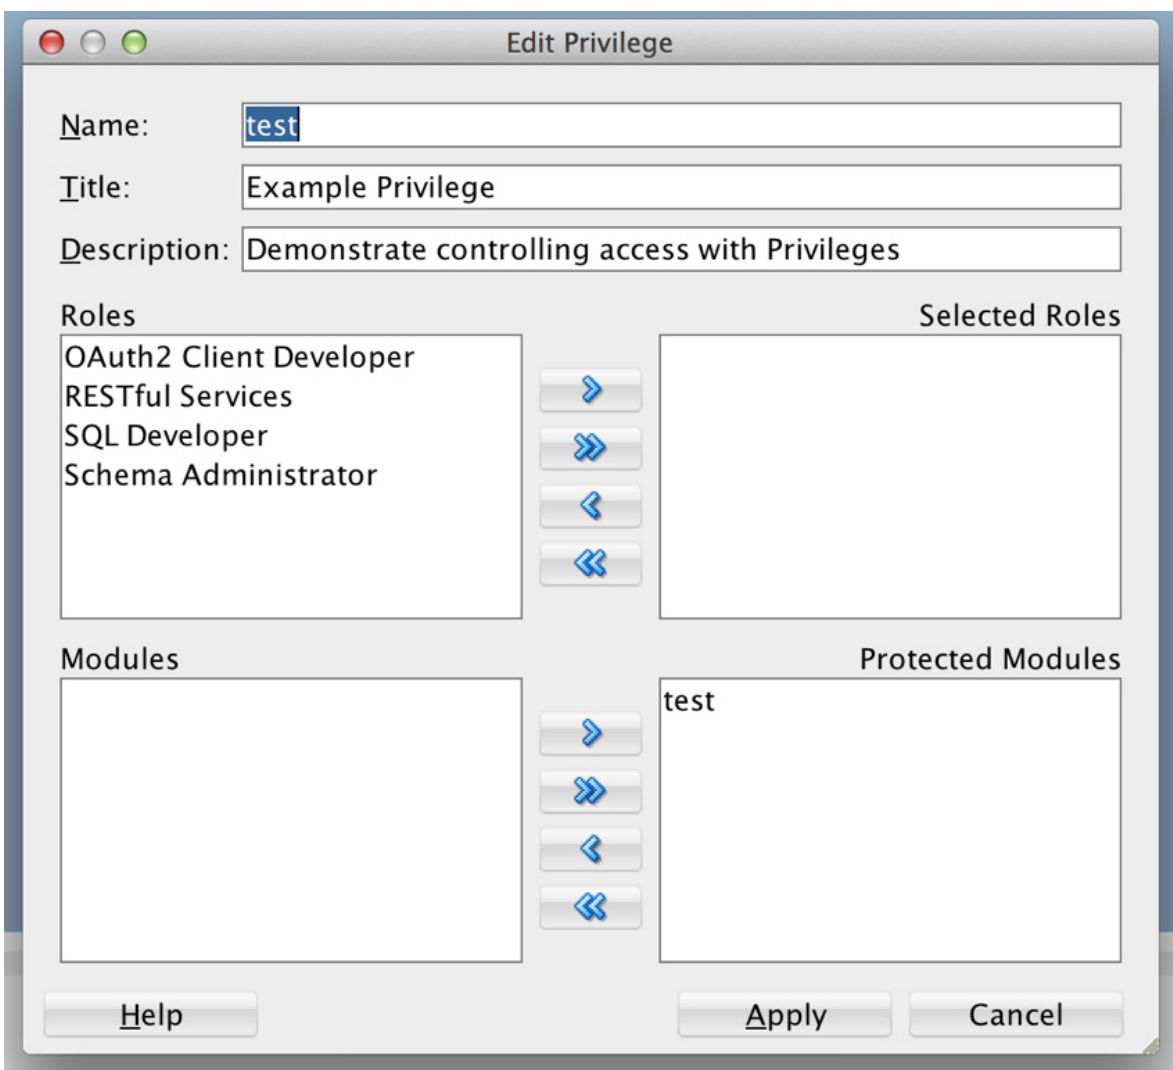 Edit Privilege
Name: test
Title: Example Privilege
Description: Demonstrate controlling access with Privileges
Roles
OAuth2 Client Developer
RESTful Services
SQL Developer
Schema Administrator
Selected Roles
Modules
Protected Modules
test
Help
Apply
Cancel